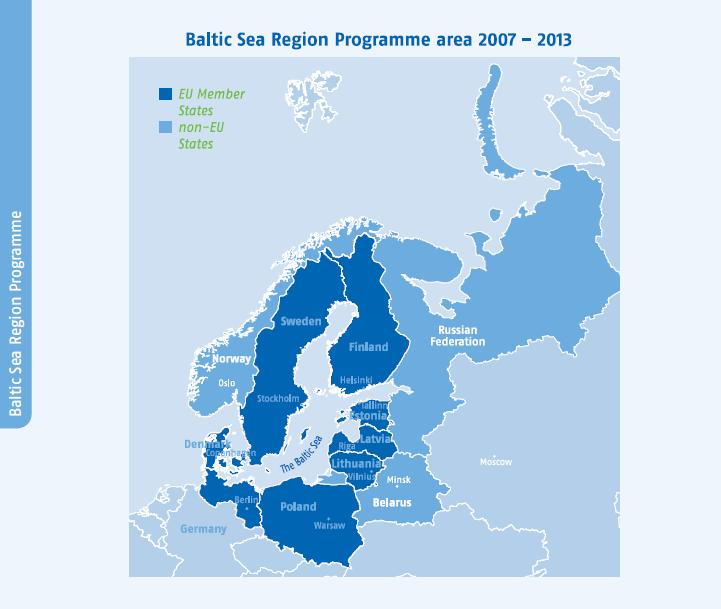 Baltic Sea Region Programme area 2007 – 2013
EU Member
States
non-EU
States
Baltic Sea Region Programme
Sweden
Finland
Russian
Federation
Norway
Oslo
Helsinki
Stockholm
Tallinn
Estonia
Denmark
Copenhagen
The Baltic Sea
Riga
Latvia
Lithuania
Vilnius
Moscow
Minsk
Belarus
Berlin
Poland
Warsaw
Germany